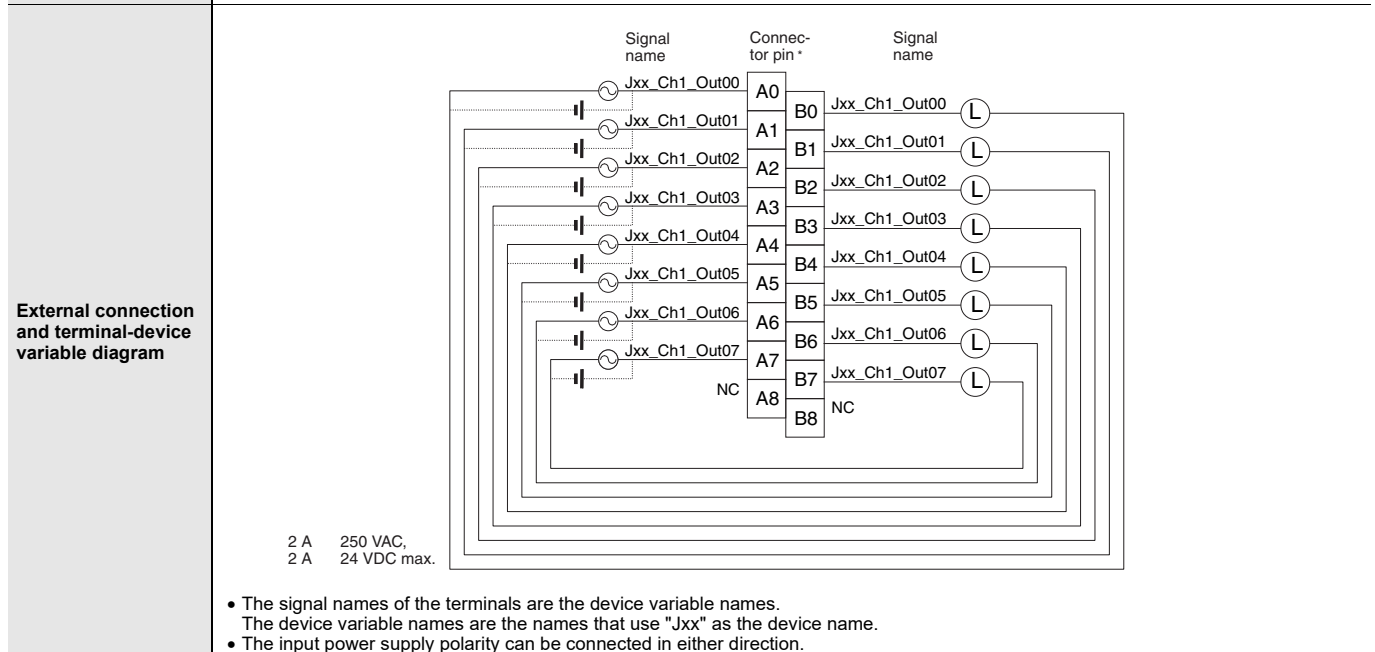 External connection
and terminal-device
variable diagram
Signal
name
Connec-
tor pin *
Signal
name
Jxx_Ch1_Out00
A0
B0
Jxx_Ch1_Out00
L
Jxx_Ch1_Out01
A1
B1
Jxx_Ch1_Out01
L
Jxx_Ch1_Out02
A2
B2
Jxx_Ch1_Out02
L
Jxx_Ch1_Out03
A3
B3
Jxx_Ch1_Out03
L
Jxx_Ch1_Out04
A4
B4
Jxx_Ch1_Out04
L
Jxx_Ch1_Out05
A5
B5
Jxx_Ch1_Out05
L
Jxx_Ch1_Out06
A6
B6
Jxx_Ch1_Out06
L
Jxx_Ch1_Out07
A7
B7
Jxx_Ch1_Out07
L
NC
A8
B8
NC
2 A 250 VAC,
2 A 24 VDC max.
• The signal names of the terminals are the device variable names.
The device variable names are the names that use "Jxx" as the device name.
• The input power supply polarity can be connected in either direction.